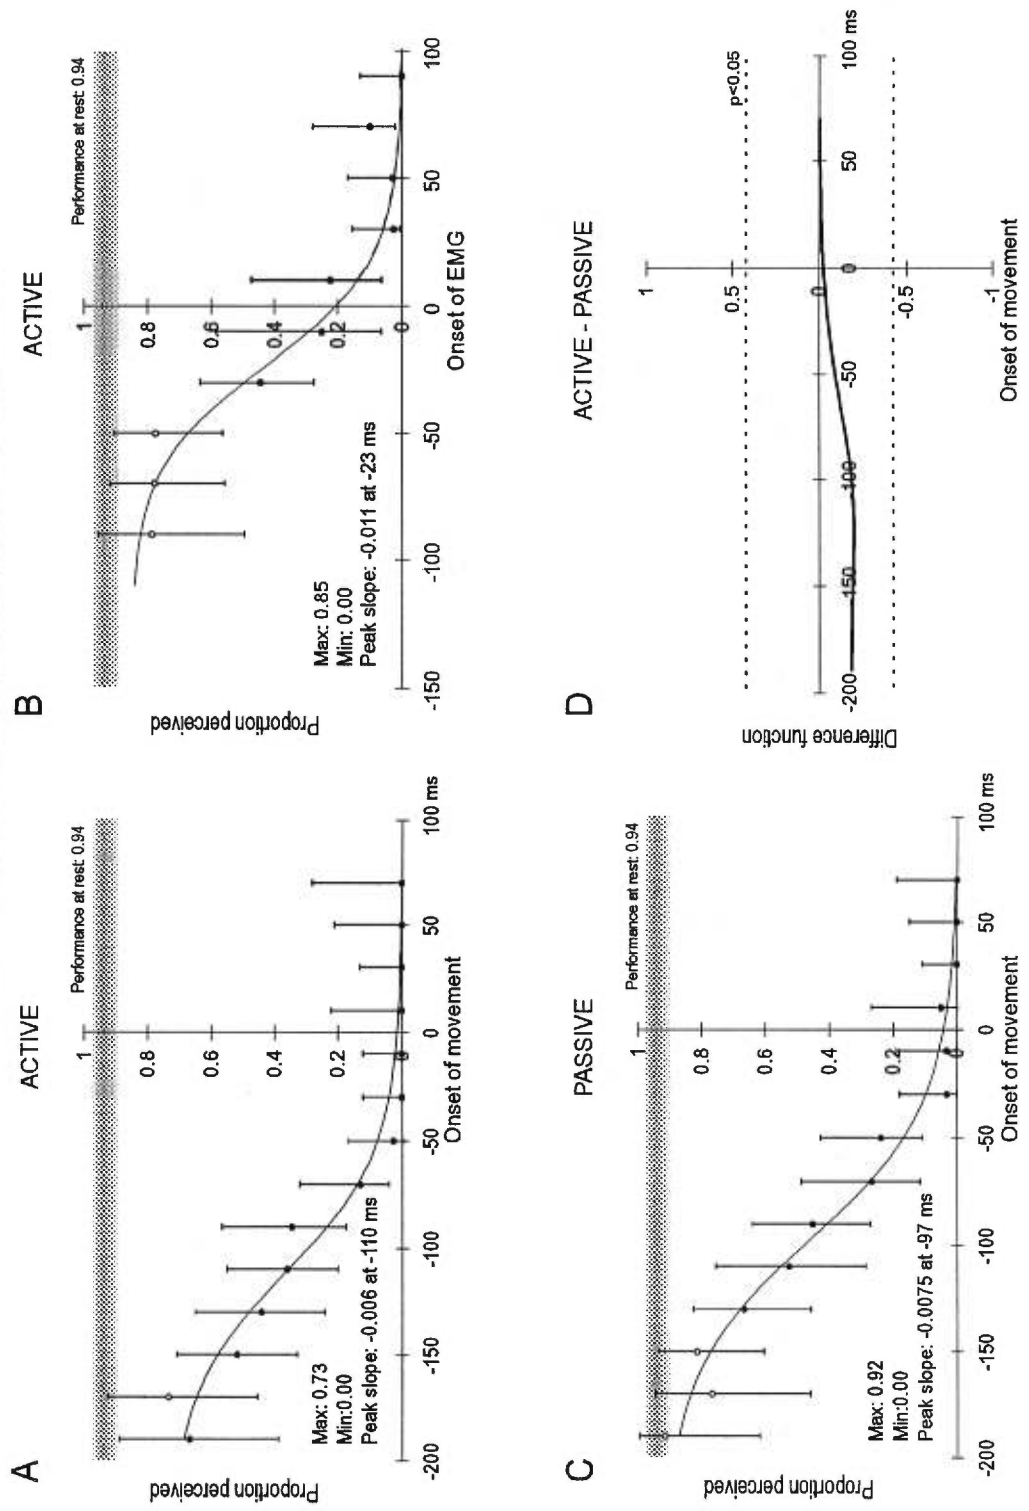 A
ACTIVE
Performance at rest: 0.94
Proportion perceived
1
0.8
0.6
0.4
0.2
0
Max: 0.73
Min:0.00
Peak slope: -0.006 at -110 ms
-200
-150
-100
-50
0
50
100 ms
Onset of movement
B
ACTIVE
Performance at rest: 0.94
Proportion perceived
1
0.8
0.6
0.4
0.2
0
Max: 0.85
Min: 0.00
Peak slope: -0.011 at -23 ms
-150
-100
-50
0
50
100
Onset of EMG
C
PASSIVE
Performance at rest: 0.94
Proportion perceived
1
0.8
0.6
0.4
0.2
0
Max: 0.92
Min:0.00
Peak slope: -0.0075 at -97 ms
-200
-150
-100
-50
0
50
100 ms
Onset of movement
D
ACTIVE - PASSIVE
p<0.05
Difference function
1
0.5
0
-0.5
-1
-200
-150
-100
-50
0
50
100 ms
Onset of movement